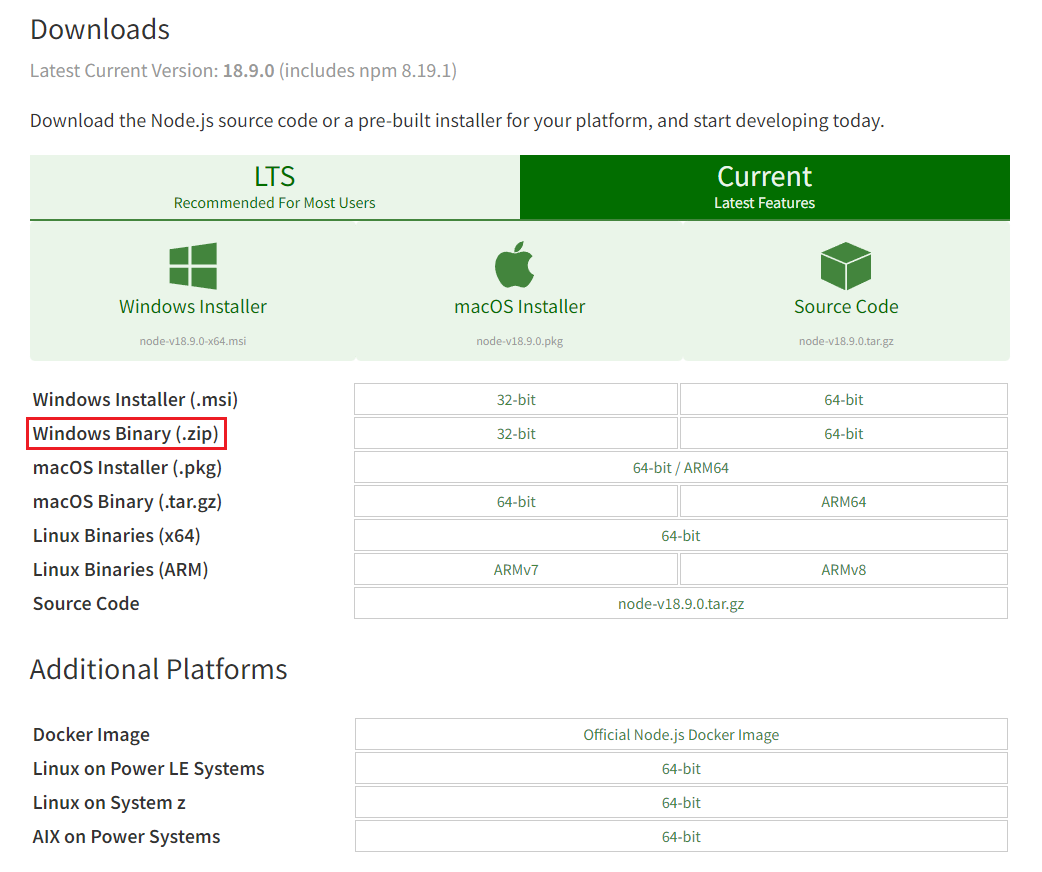 Downloads
Latest Current Version: 18.9.0 (includes npm 8.19.1)
Download the Node.js source code or a pre-built installer for your platform, and start developing today.
LTS
Recommended For Most Users
Current
Latest Features
Windows Installer
node-v18.9.0-x64.msi
macOS Installer
node-v18.9.0.pkg
Source Code
node-v18.9.0.tar.gz
Windows Installer (.msi) 32-bit 64-bit
Windows Binary (.zip) 32-bit 64-bit
macOS Installer (.pkg) 64-bit / ARM64
macOS Binary (.tar.gz) 64-bit ARM64
Linux Binaries (x64) 64-bit
Linux Binaries (ARM) ARMv7 ARMv8
Source Code node-v18.9.0.tar.gz
Additional Platforms
Docker Image Official Node.js Docker Image
Linux on Power LE Systems 64-bit
Linux on System z 64-bit
AIX on Power Systems 64-bit